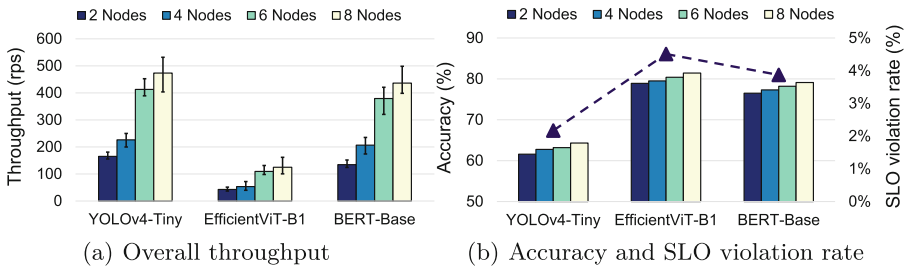 2 Nodes 4 Nodes 6 Nodes 8 Nodes
600
500
400
300
200
100
0
Throughput (rps)
YOLOv4-Tiny EfficientViT-B1 BERT-Base
(a) Overall throughput
2 Nodes 4 Nodes 6 Nodes 8 Nodes
90
80
70
60
50
Accuracy (%)
5%
4%
3%
2%
1%
0%
SLO violation rate (%)
YOLOv4-Tiny EfficientViT-B1 BERT-Base
(b) Accuracy and SLO violation rate